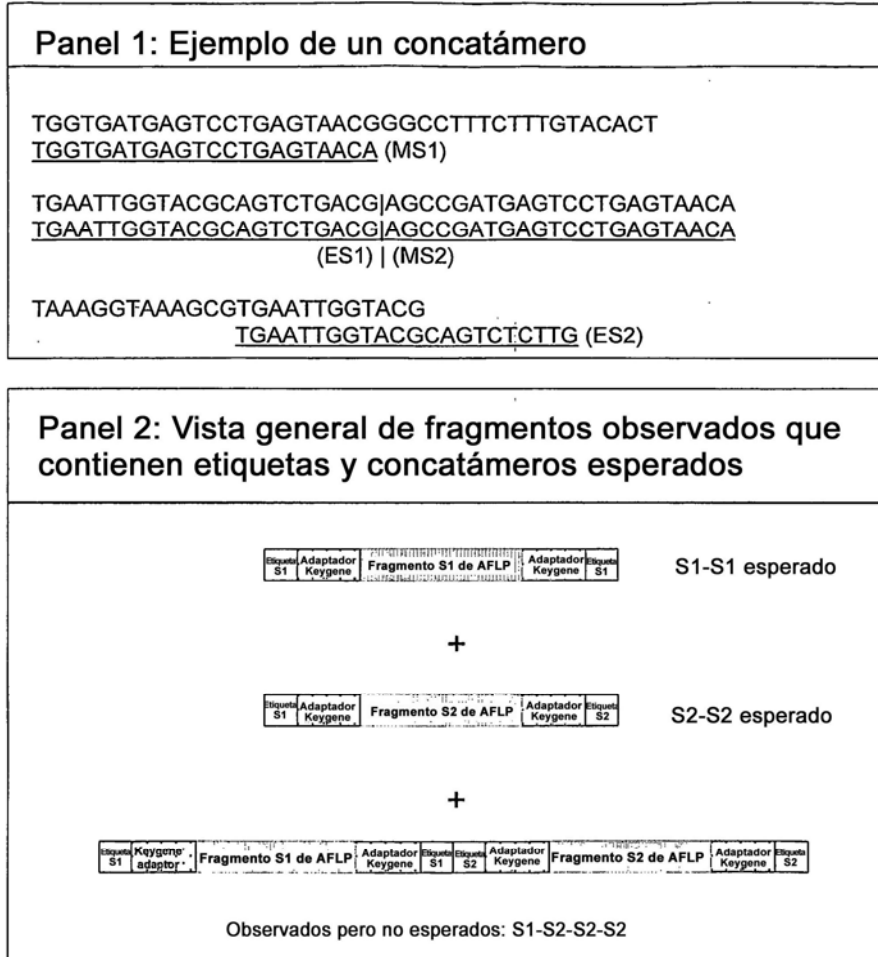 Panel 1: Ejemplo de un concatámero
TGGTGATGAGTCCTGAGTAACGGGCCTTTCTTTGTACACT
TGGTGATGAGTCCTGAGTAACA (MS1)
TGAATTGGTACGCAGTCTGACG|AGCCGATGAGTCCTGAGTAACA
TGAATTGGTACGCAGTCTGACG|AGCCGATGAGTCCTGAGTAACA
(ES1) | (MS2)
TAAAGGTAAAGCGTGAATTGGTACG
TGAATTGGTACGCAGTCTCTTG (ES2)
Panel 2: Vista general de fragmentos observados que
contienen etiquetas y concatámeros esperados
Etiqueta S1 Adaptador Keygene Fragmento S1 de AFLP Adaptador Keygene Etiqueta S1 S1-S1 esperado
+
Etiqueta S1 Adaptador Keygene Fragmento S2 de AFLP Adaptador Keygene Etiqueta S2 S2-S2 esperado
+
Etiqueta S1 Keygene adaptor Fragmento S1 de AFLP Adaptador Keygene Etiqueta S1 Etiqueta S2 Adaptador Keygene Fragmento S2 de AFLP Adaptador Keygene Etiqueta S2
Observados pero no esperados: S1-S2-S2-S2